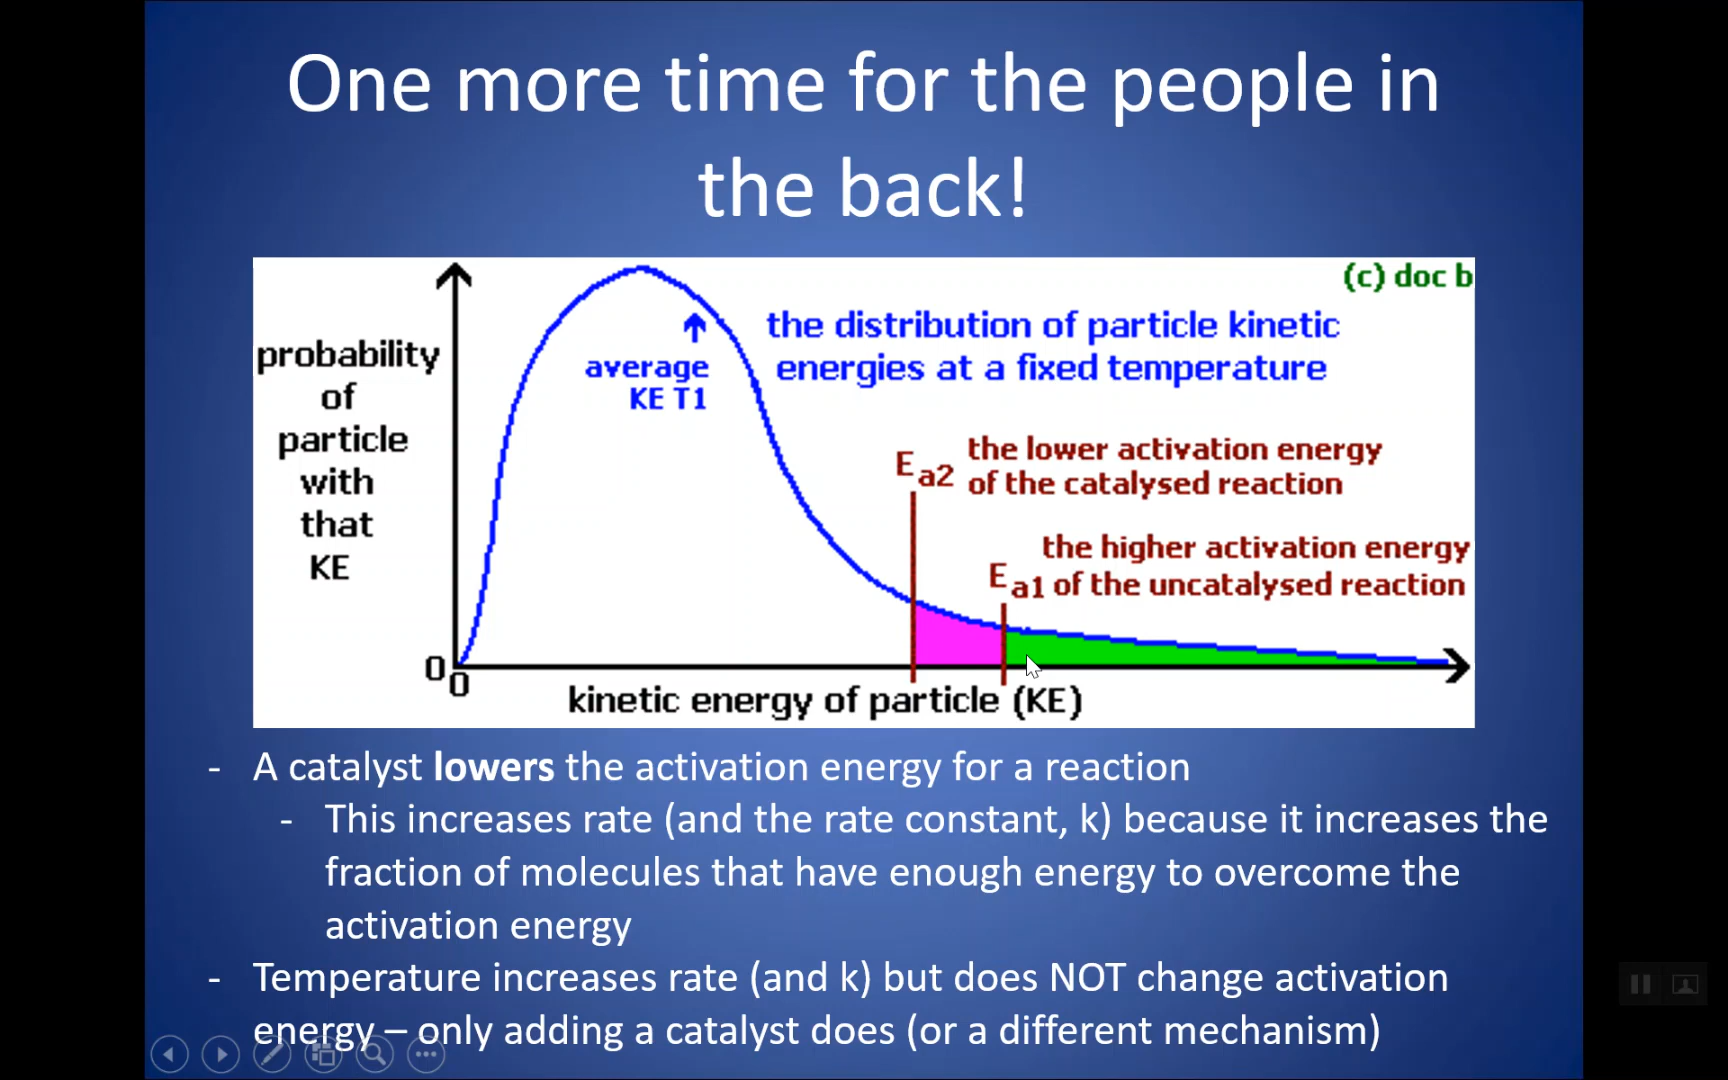 One more time for the people in
the back!
(c) doc b
probability
of
particle
with
that
KE
the distribution of particle kinetic
energies at a fixed temperature
average
KE T1
E a2
the lower activation energy
of the catalysed reaction
E a1
the higher activation energy
of the uncatalysed reaction
0
0
kinetic energy of particle (KE)
- A catalyst lowers the activation energy for a reaction
- This increases rate (and the rate constant, k) because it increases the
fraction of molecules that have enough energy to overcome the
activation energy
- Temperature increases rate (and k) but does NOT change activation
energy – only adding a catalyst does (or a different mechanism)